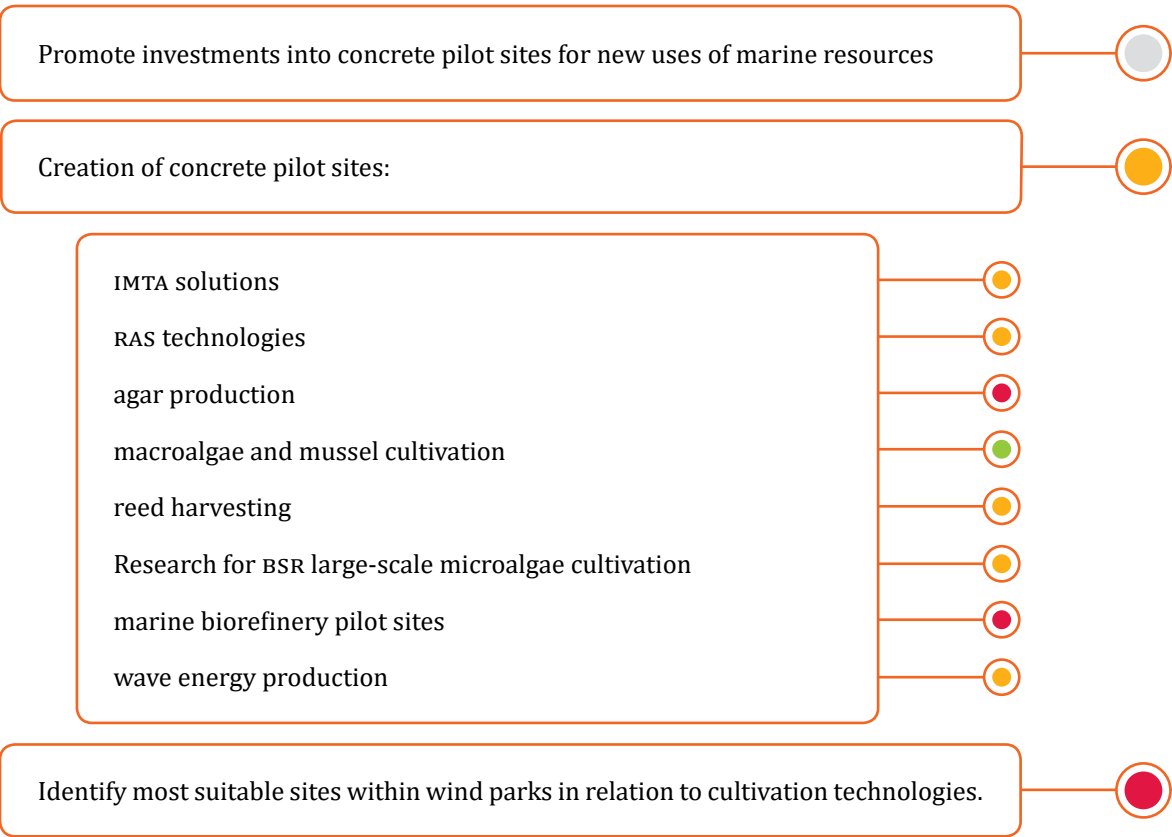 Promote investments into concrete pilot sites for new uses of marine resources
Creation of concrete pilot sites:
IMTA solutions
RAS technologies
agar production
macroalgae and mussel cultivation
reed harvesting
Research for BSR large-scale microalgae cultivation
marine biorefinery pilot sites
wave energy production
Identify most suitable sites within wind parks in relation to cultivation technologies.